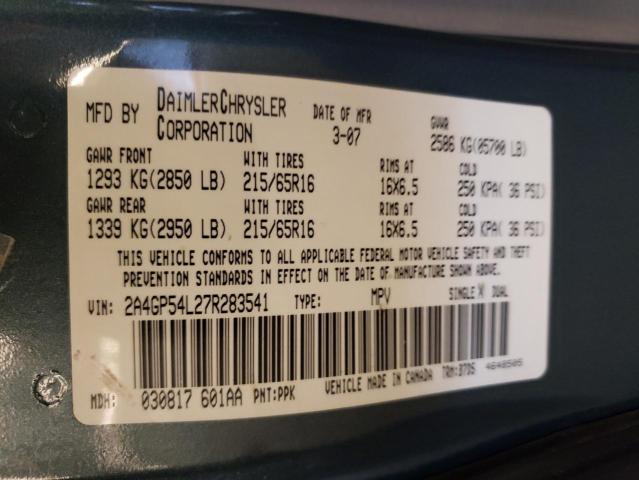 MFD BY DAIMLERCHRYSLER CORPORATION DATE OF MFR 3-07 GVWR 2586 KG(05700 LB)
GAWR FRONT WITH TIRES RIMS AT COLD
1293 KG(2850 LB) 215/65R16 16X6.5 250 KPA( 36 PSI)
GAWR REAR WITH TIRES RIMS AT COLD
1339 KG(2950 LB) 215/65R16 16X6.5 250 KPA( 36 PSI)
THIS VEHICLE CONFORMS TO ALL APPLICABLE FEDERAL MOTOR VEHICLE SAFETY AND THEFT
PREVENTION STANDARDS IN EFFECT ON THE DATE OF MANUFACTURE SHOWN ABOVE.
VIN: 2A4GP54L27R283541 TYPE: MPV SINGLE X DUAL
MDH: 030817 601AA PNT:PPK VEHICLE MADE IN CANADA TRM:37D5 4648505